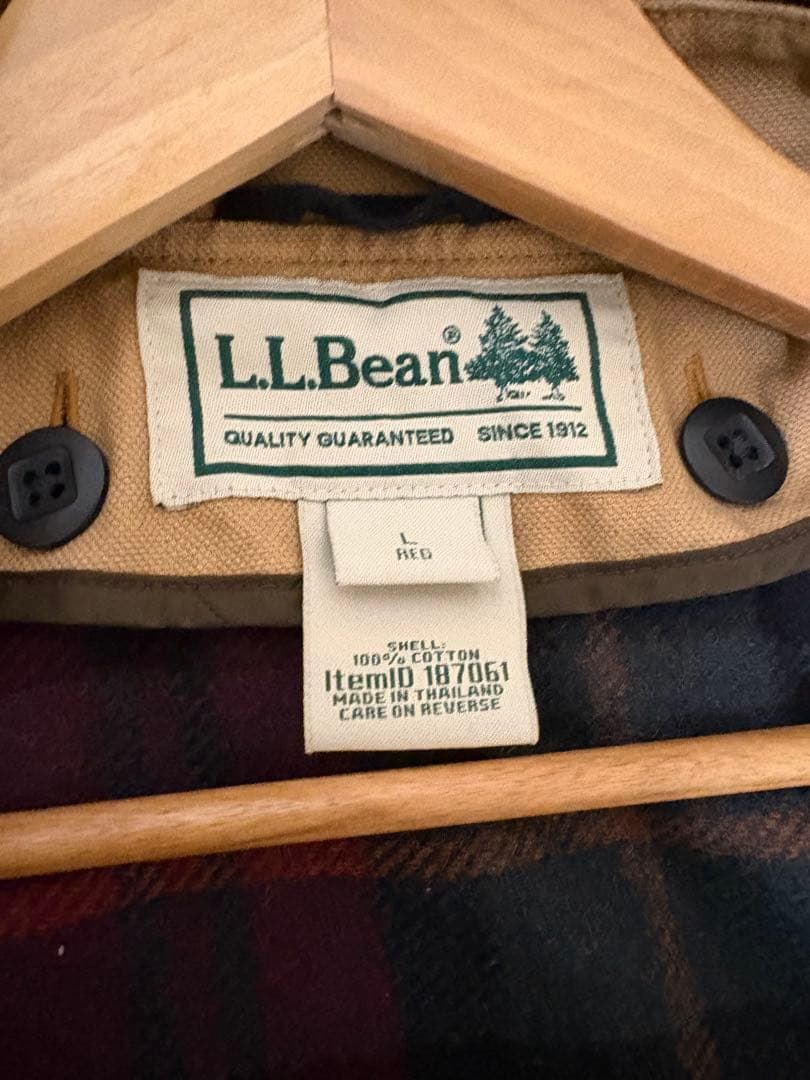 L.L.Bean®
QUALITY GUARANTEED SINCE 1912
L
REG
SHELL:
100% COTTON
ItemID 187061
MADE IN THAILAND
CARE ON REVERSE